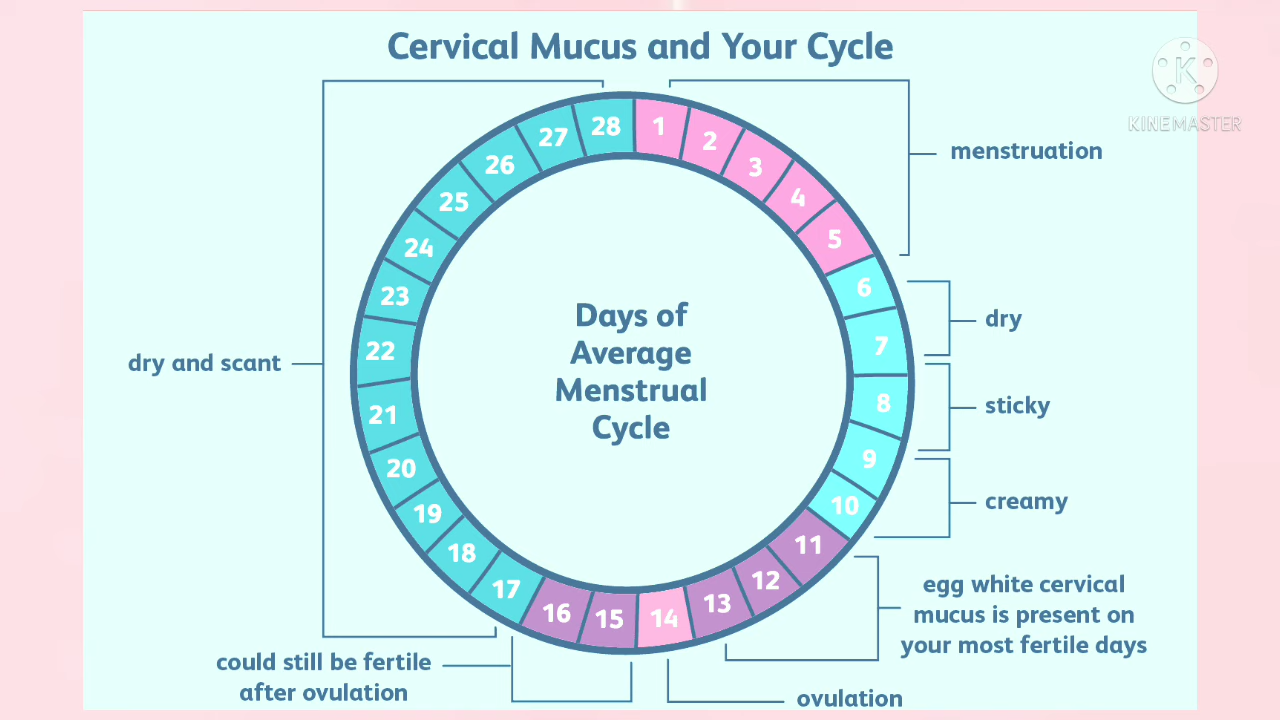 Cervical Mucus and Your Cycle
K
KINEMASTER
1
2
3
4
5
6
7
8
9
10
11
12
13
14
15
16
17
18
19
20
21
22
23
24
25
26
27
28
menstruation
dry
sticky
creamy
egg white cervical
mucus is present on
your most fertile days
ovulation
could still be fertile
after ovulation
dry and scant
Days of
Average
Menstrual
Cycle